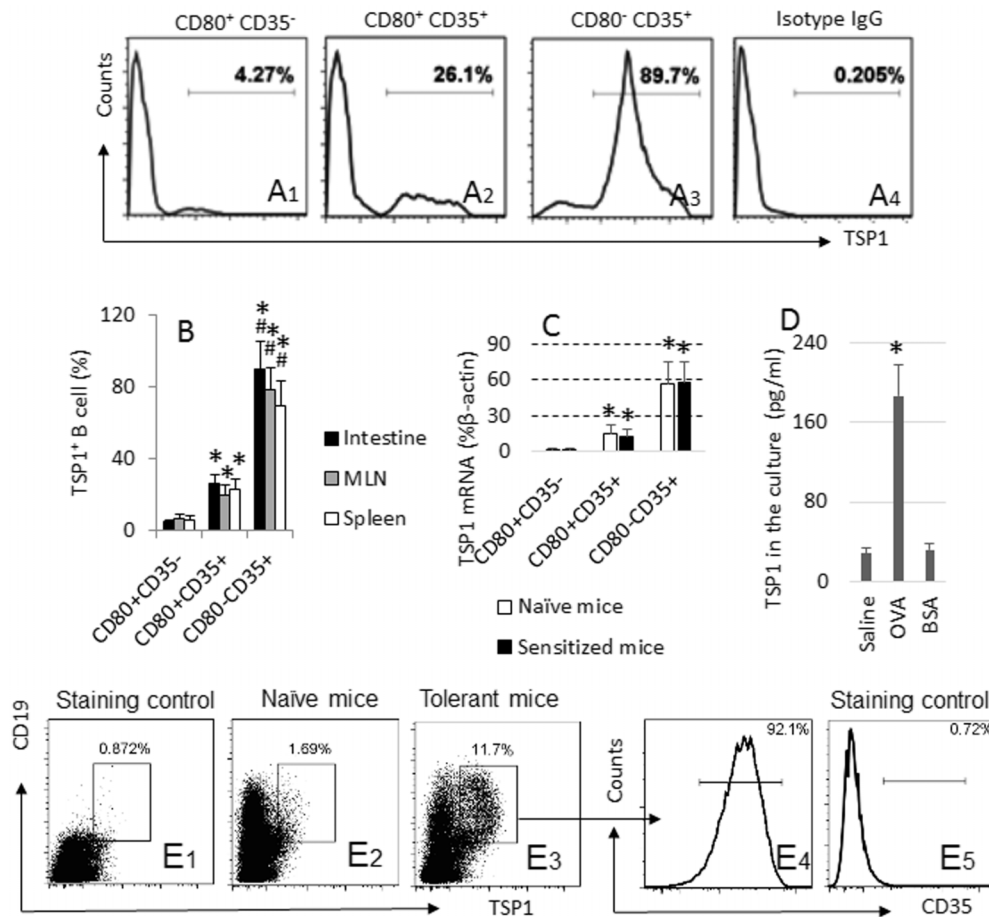 CD80⁺ CD35⁻
CD80⁺ CD35⁺
CD80⁻ CD35⁺
Isotype IgG
Counts
4.27%
26.1%
89.7%
0.205%
A1
A2
A3
A4
TSP1
B
TSP1⁺ B cell (%)
120
80
40
0
* # * # * #
* * *
Intestine
MLN
Spleen
CD80+CD35-
CD80+CD35+
CD80-CD35+
C
TSP1 mRNA (%β-actin)
90
60
30
0
* *
* *
CD80+CD35-
CD80+CD35+
CD80-CD35+
Naïve mice
Sensitized mice
D
TSP1 in the culture (pg/ml)
240
160
80
0
*
Saline
OVA
BSA
Staining control
Naïve mice
Tolerant mice
Staining control
CD19
0.872%
1.69%
11.7%
Counts
92.1%
0.72%
E1
E2
E3
E4
E5
TSP1
CD35